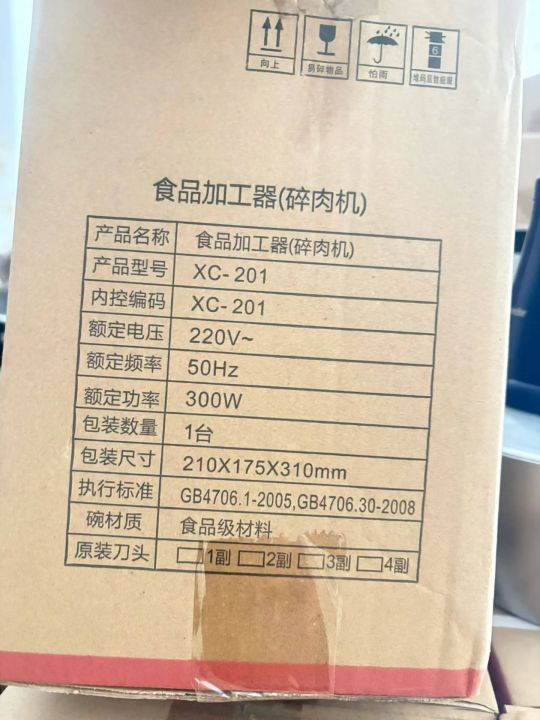 6
向上 易碎物品 怕雨 堆码层数极限
食品加工器(碎肉机)
产品名称 食品加工器(碎肉机)
产品型号 XC-201
内控编码 XC-201
额定电压 220V~
额定频率 50Hz
额定功率 300W
包装数量 1台
包装尺寸 210X175X310mm
执行标准 GB4706.1-2005,GB4706.30-2008
碗材质 食品级材料
原装刀头 1副 2副 3副 4副